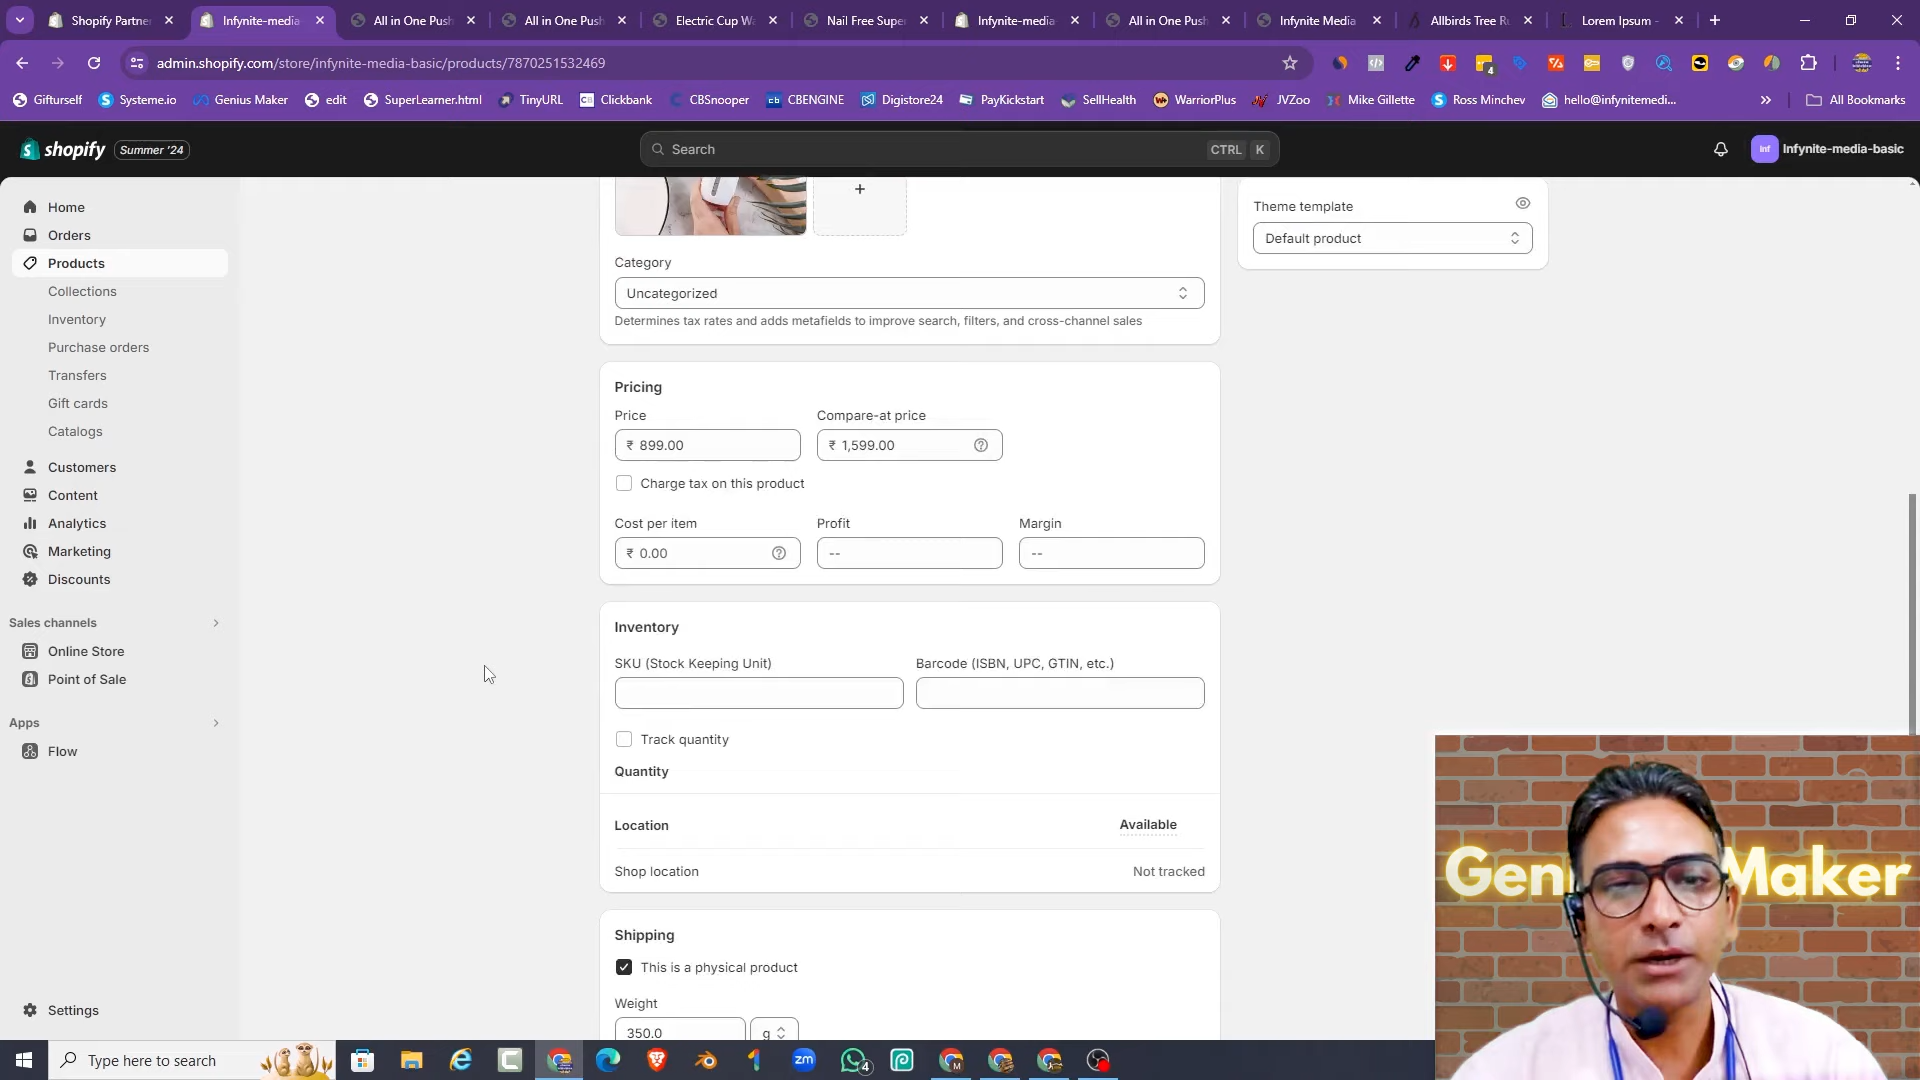 Shopify Partner
Infynite-media
All in One Push
All in One Push
Electric Cup Wa
Nail Free Supe
Infynite-media
All in One Push
Infynite Media
Allbirds Tree Ru
Lorem Ipsum -
admin.shopify.com/store/infynite-media-basic/products/7870251532469
Gifturself
Systeme.io
Genius Maker
edit
SuperLearner.html
TinyURL
Clickbank
CBSnooper
CBENGINE
Digistore24
PayKickstart
SellHealth
WarriorPlus
JVZoo
Mike Gillette
Ross Minchev
hello@infynitemedi...
All Bookmarks
shopify
Summer '24
Search
CTRL K
Inf
Infynite-media-basic
Home
Orders
Products
Collections
Inventory
Purchase orders
Transfers
Gift cards
Catalogs
Customers
Content
Analytics
Marketing
Discounts
Sales channels
Online Store
Point of Sale
Apps
Flow
Settings
Theme template
Default product
Category
Uncategorized
Determines tax rates and adds metafields to improve search, filters, and cross-channel sales
Pricing
Price
Compare-at price
₹ 899.00
₹ 1,599.00
Charge tax on this product
Cost per item
Profit
Margin
₹ 0.00
--
--
Inventory
SKU (Stock Keeping Unit)
Barcode (ISBN, UPC, GTIN, etc.)
Track quantity
Quantity
Location
Available
Shop location
Not tracked
Shipping
This is a physical product
Weight
350.0
g
Gen
Maker
Type here to search
zm
4